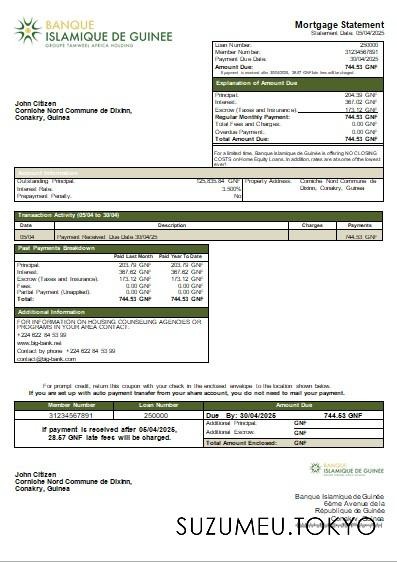 BANQUE
ISLAMIQUE DE GUINEE
GROUPE TAMWEEL AFRICA HOLDING
Mortgage Statement
Statement Date: 05/04/2025
Loan Number: 250000
Member Number: 31234567891
Payment Due Date: 30/04/2025
Amount Due: 744.53 GNF
If payment is received after 30/04/2025, 28.57 GNF late fees will be charged.
Explanation of Amount Due
Principal: 204.39 GNF
Interest: 367.02 GNF
Escrow (Taxes and Insurance): 173.12 GNF
Regular Monthly Payment: 744.53 GNF
Total Fees and Charges: 0.00 GNF
Overdue Payment: 0.00 GNF
Total Amount Due: 744.53 GNF
John Citizen
Corniche Nord Commune de Dixinn,
Conakry, Guinea
For a limited time, Banque Islamique de Guinée is offering NO CLOSING
COSTS on Home Equity Loans. In addition, rates are some of the lowest
ever!
Account Information
Outstanding Principal: 125,835.84 GNF
Interest Rate: 3.500%
Prepayment Penalty: No
Property Address: Corniche Nord Commune de
Dixinn, Conakry, Guinea
Transaction Activity (05/04 to 30/04)
Date Description Charges Payments
05/04 Payment Received Due Date 30/04/25 744.53 GNF
Past Payments Breakdown
Paid Last Month Paid Year To Date
Principal: 203.79 GNF 203.79 GNF
Interest: 367.62 GNF 367.62 GNF
Escrow (Taxes and Insurance): 173.12 GNF 173.12 GNF
Fees: 0.00 GNF 0.00 GNF
Partial Payment (Unapplied): 0.00 GNF 0.00 GNF
Total: 744.53 GNF 744.53 GNF
Additional Information
FOR INFORMATION ON HOUSING COUNSELING AGENCIES OR
PROGRAMS IN YOUR AREA CONTACT:
+224 622 84 53 99
www.big-bank.net
Contact by phone +224 622 84 53 99
contact@big-bank.com
For prompt credit, return this coupon with your check in the enclosed envelope to the location shown below.
If you are set up with auto payment transfer from your share account, you do not need to mail your payment.
Member Number Loan Number Amount Due
31234567891 250000 Due By: 30/04/2025 744.53 GNF
If payment is received after 05/04/2025,
28.57 GNF late fees will be charged.
Additional Principal: GNF
Additional Escrow: GNF
Total Amount Enclosed: GNF
John Citizen
Corniche Nord Commune de Dixinn,
Conakry, Guinea
BANQUE
ISLAMIQUE DE GUINEE
Banque Islamique de Guinée
6ème Avenue de la
République de Guinée
SUZUMEU.TOKYO